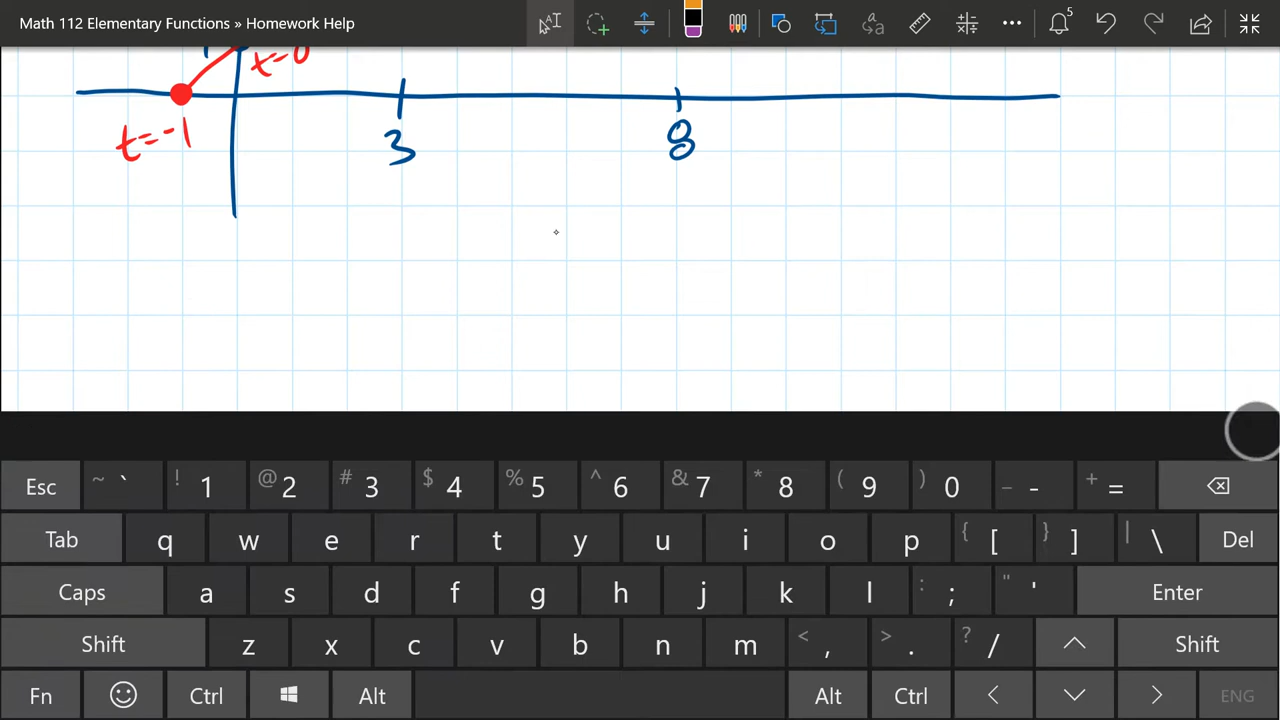 Math 112 Elementary Functions » Homework Help
5
t=0
t=-1
3
8
Esc ~ ` ! 1 @ 2 # 3 $ 4 % 5 ^ 6 & 7 * 8 ( 9 ) 0 _ - + =
Tab q w e r t y u i o p { [ } ] | \ Del
Caps a s d f g h j k l : ; " ' Enter
Shift z x c v b n m < , > . ? / Shift
Fn Ctrl Alt Alt Ctrl ENG